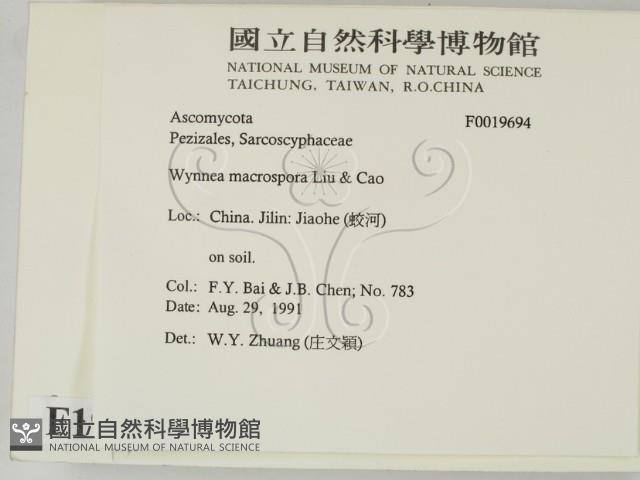 國立自然科學博物館
NATIONAL MUSEUM OF NATURAL SCIENCE
TAICHUNG, TAIWAN, R.O.CHINA
Ascomycota F0019694
Pezizales, Sarcoscyphaceae
Wynnea macrospora Liu & Cao
Loc.: China. Jilin: Jiaohe (蛟河)
on soil.
Col.: F.Y. Bai & J.B. Chen; No. 783
Date: Aug. 29, 1991
Det.: W.Y. Zhuang (庄文穎)
F1
國立自然科學博物館
NATIONAL MUSEUM OF NATURAL SCIENCE